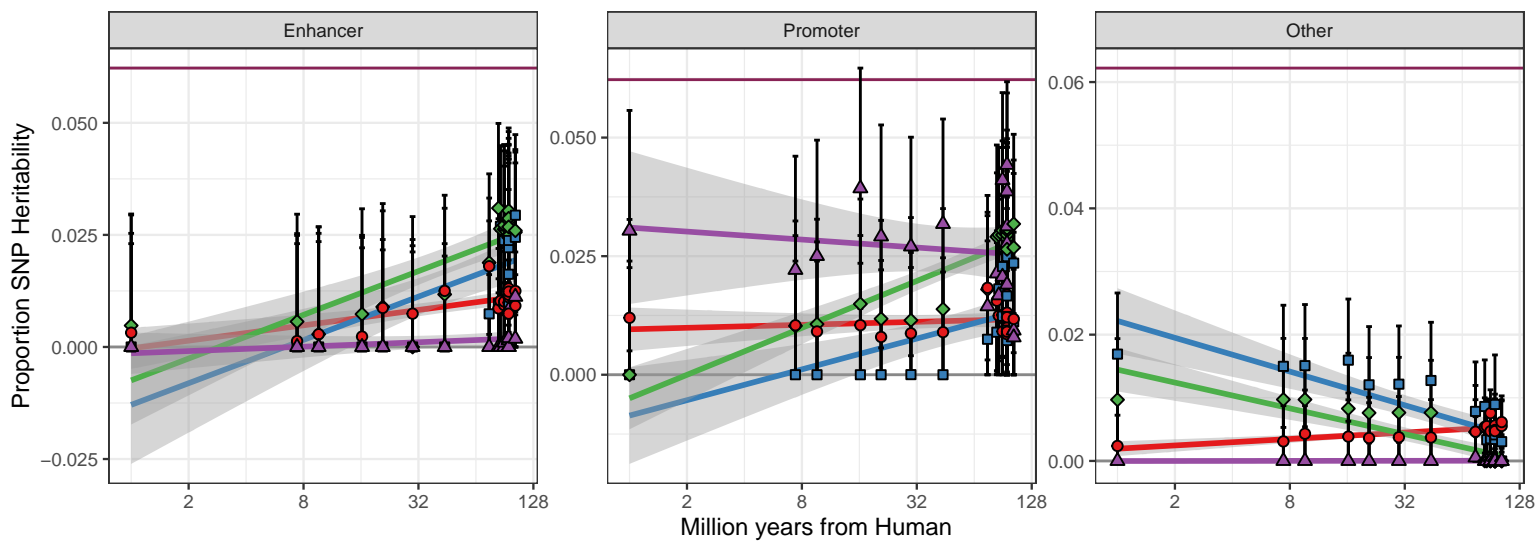 Enhancer
Promoter
Other
Proportion SNP Heritability
0.050
0.025
0.000
−0.025
0.050
0.025
0.000
0.06
0.04
0.02
0.00
2 8 32 128
2 8 32 128
2 8 32 128
Million years from Human